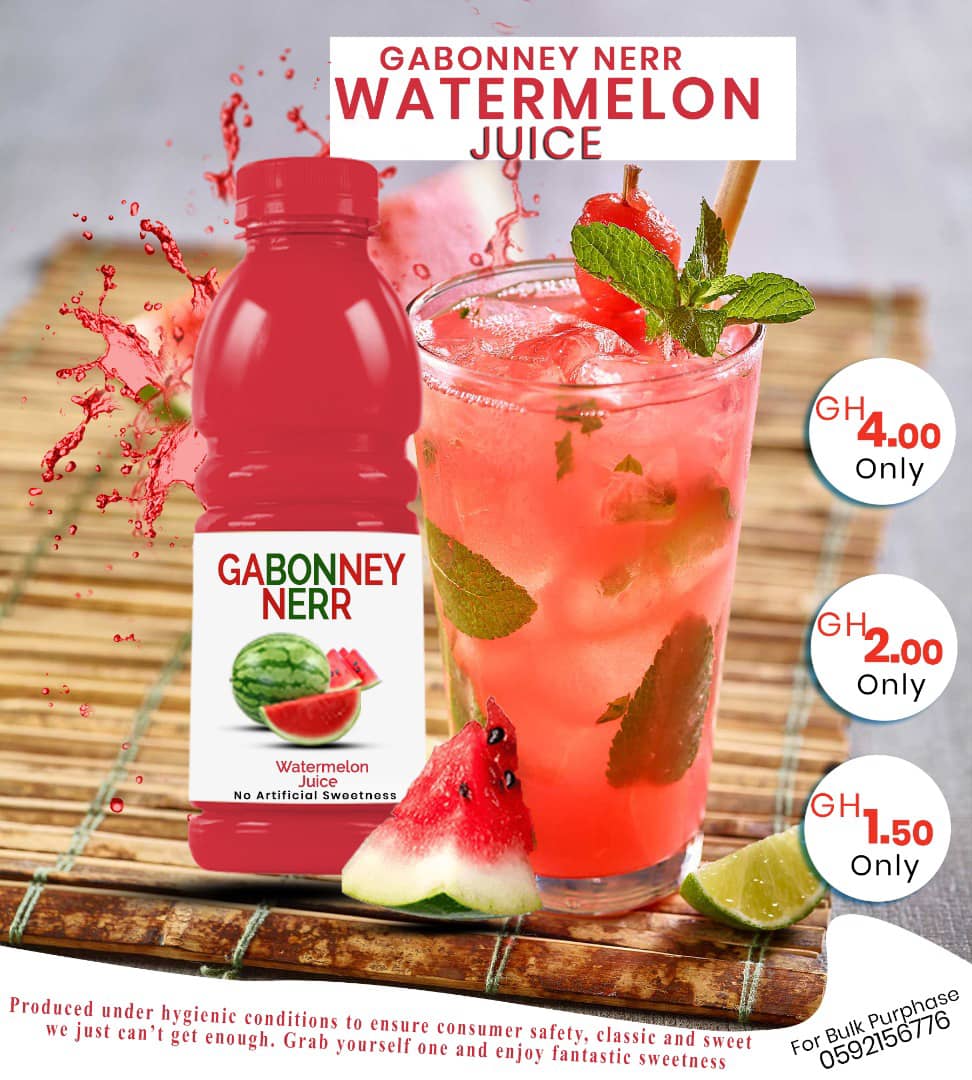 GABONNEY NERR
WATERMELON
JUICE
GABONNEY
NERR
Watermelon
Juice
No Artificial Sweetness
GH4.00
Only
GH2.00
Only
GH1.50
Only
Produced under hygienic conditions to ensure consumer safety, classic and sweet
we just can’t get enough. Grab yourself one and enjoy fantastic sweetness
For Bulk Purphase
0592156776